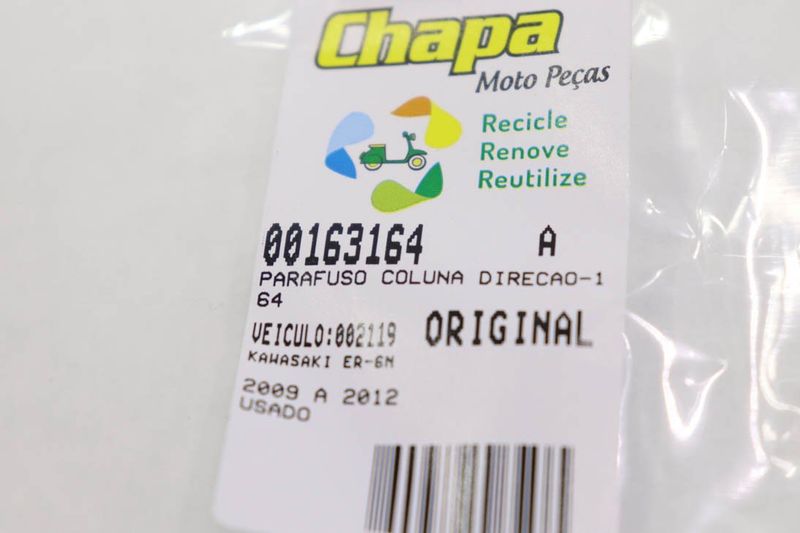 Chapa
Moto Peças
Recicle
Renove
Reutilize
00163164 A
PARAFUSO COLUNA DIRECAO-1
64
VEICULO:002119 ORIGINAL
KAWASAKI ER-6N
2009 A 2012
USADO